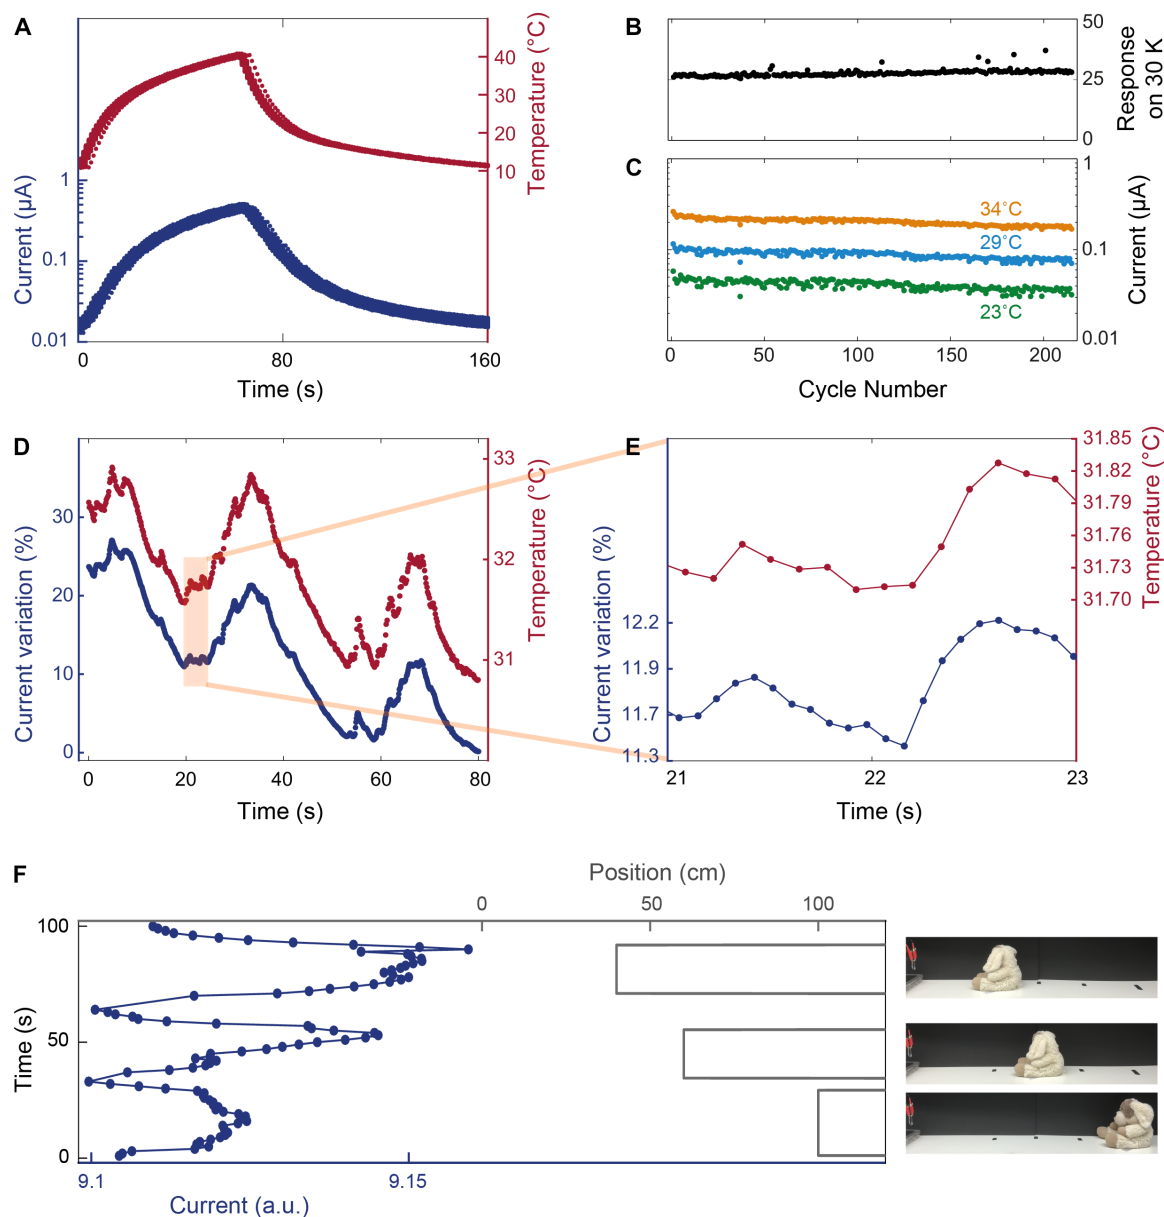 A
Temperature (°C)
40
30
20
10
Current (µA)
1
0.1
0.01
0
80
160
Time (s)
B
50
25
0
Response
on 30 K
C
34°C
29°C
23°C
1
0.1
0.01
Current (µA)
0
50
100
150
200
Cycle Number
D
Current variation (%)
30
20
10
0
33
32
31
Temperature (°C)
0
20
40
60
80
Time (s)
E
Current variation (%)
12.2
11.9
11.7
11.3
31.85
31.82
31.79
31.76
31.73
31.70
Temperature (°C)
21
22
23
Time (s)
F
Position (cm)
0
50
100
Time (s)
100
50
0
9.1
9.15
Current (a.u.)